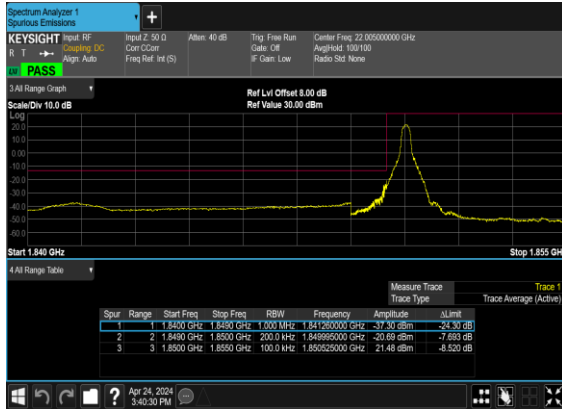 Spectrum Analyzer 1
Spurious Emissions
KEYSIGHT Input: RF Input Z: 50 Ω Atten: 40 dB Trig: Free Run Center Freq: 22.005000000 GHz
R T Coupling: DC Corr CCorr Gate: Off Avg|Hold: 100/100
Align: Auto Freq Ref: Int (S) IF Gain: Low Radio Std: None
PASS
3 All Range Graph
Ref Lvl Offset 8.00 dB
Scale/Div 10.0 dB Ref Value 30.00 dBm
Log
20.0
10.0
0.00
-10.0
-20.0
-30.0
-40.0
-50.0
-60.0
Start 1.840 GHz Stop 1.855 GH
4 All Range Table
Measure Trace Trace 1
Trace Type Trace Average (Active)
Spur Range Start Freq Stop Freq RBW Frequency Amplitude ΔLimit
1 1 1.8400 GHz 1.8490 GHz 1.000 MHz 1.841260000 GHz -37.30 dBm -24.30 dB
2 2 1.8490 GHz 1.8500 GHz 200.0 kHz 1.849995000 GHz -20.69 dBm -7.693 dB
3 3 1.8500 GHz 1.8550 GHz 100.0 kHz 1.850525000 GHz 21.48 dBm -8.520 dB
? Apr 24, 2024
3:40:30 PM